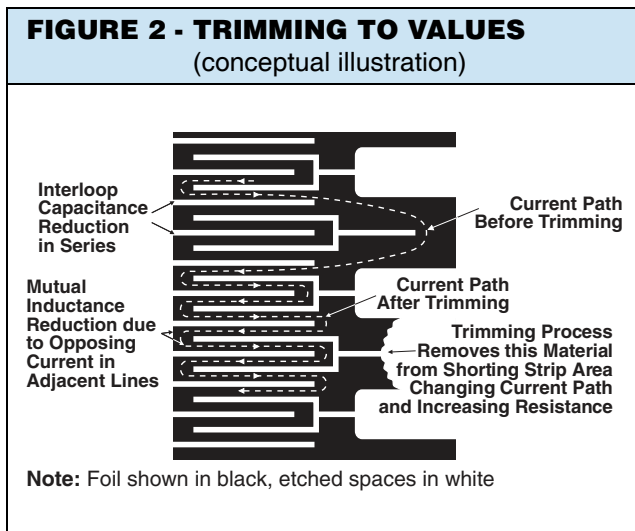 FIGURE 2 - TRIMMING TO VALUES
(conceptual illustration)
Interloop
Capacitance
Reduction
in Series
Current Path
Before Trimming
Mutual
Inductance
Reduction due
to Opposing
Current in
Adjacent Lines
Current Path
After Trimming
Trimming Process
Removes this Material
from Shorting Strip Area
Changing Current Path
and Increasing Resistance
Note: Foil shown in black, etched spaces in white